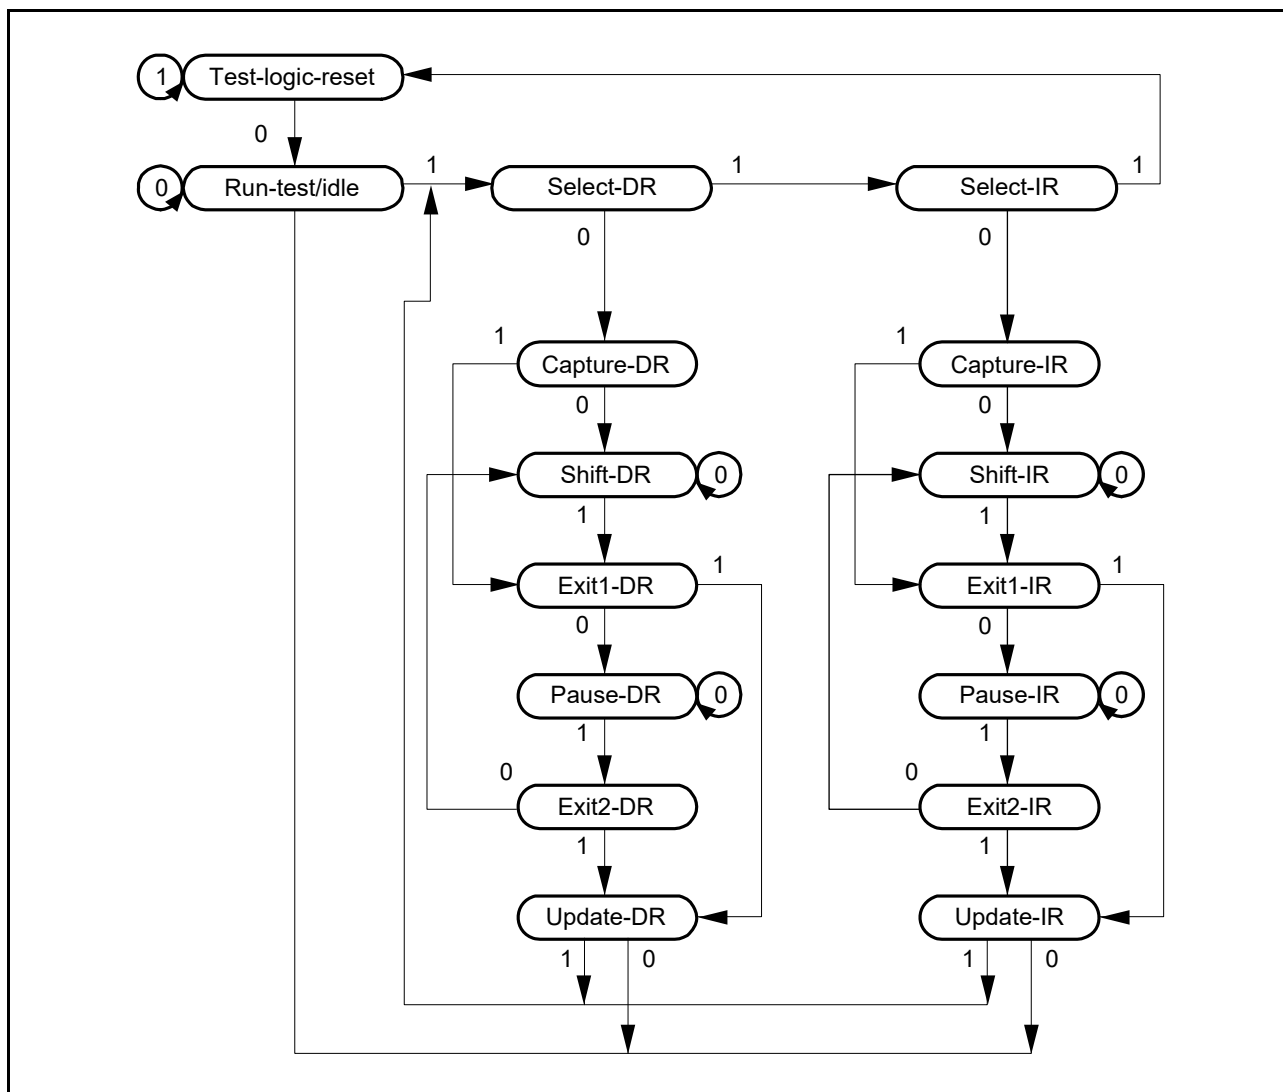 1 Test-logic-reset
0
0 Run-test/idle 1 Select-DR 1 Select-IR 1
0 0
1 1
Capture-DR Capture-IR
0 0
Shift-DR 0 Shift-IR 0
1 1
Exit1-DR 1 Exit1-IR 1
0 0
Pause-DR 0 Pause-IR 0
1 1
0 0
Exit2-DR Exit2-IR
1 1
Update-DR Update-IR
1 0 1 0